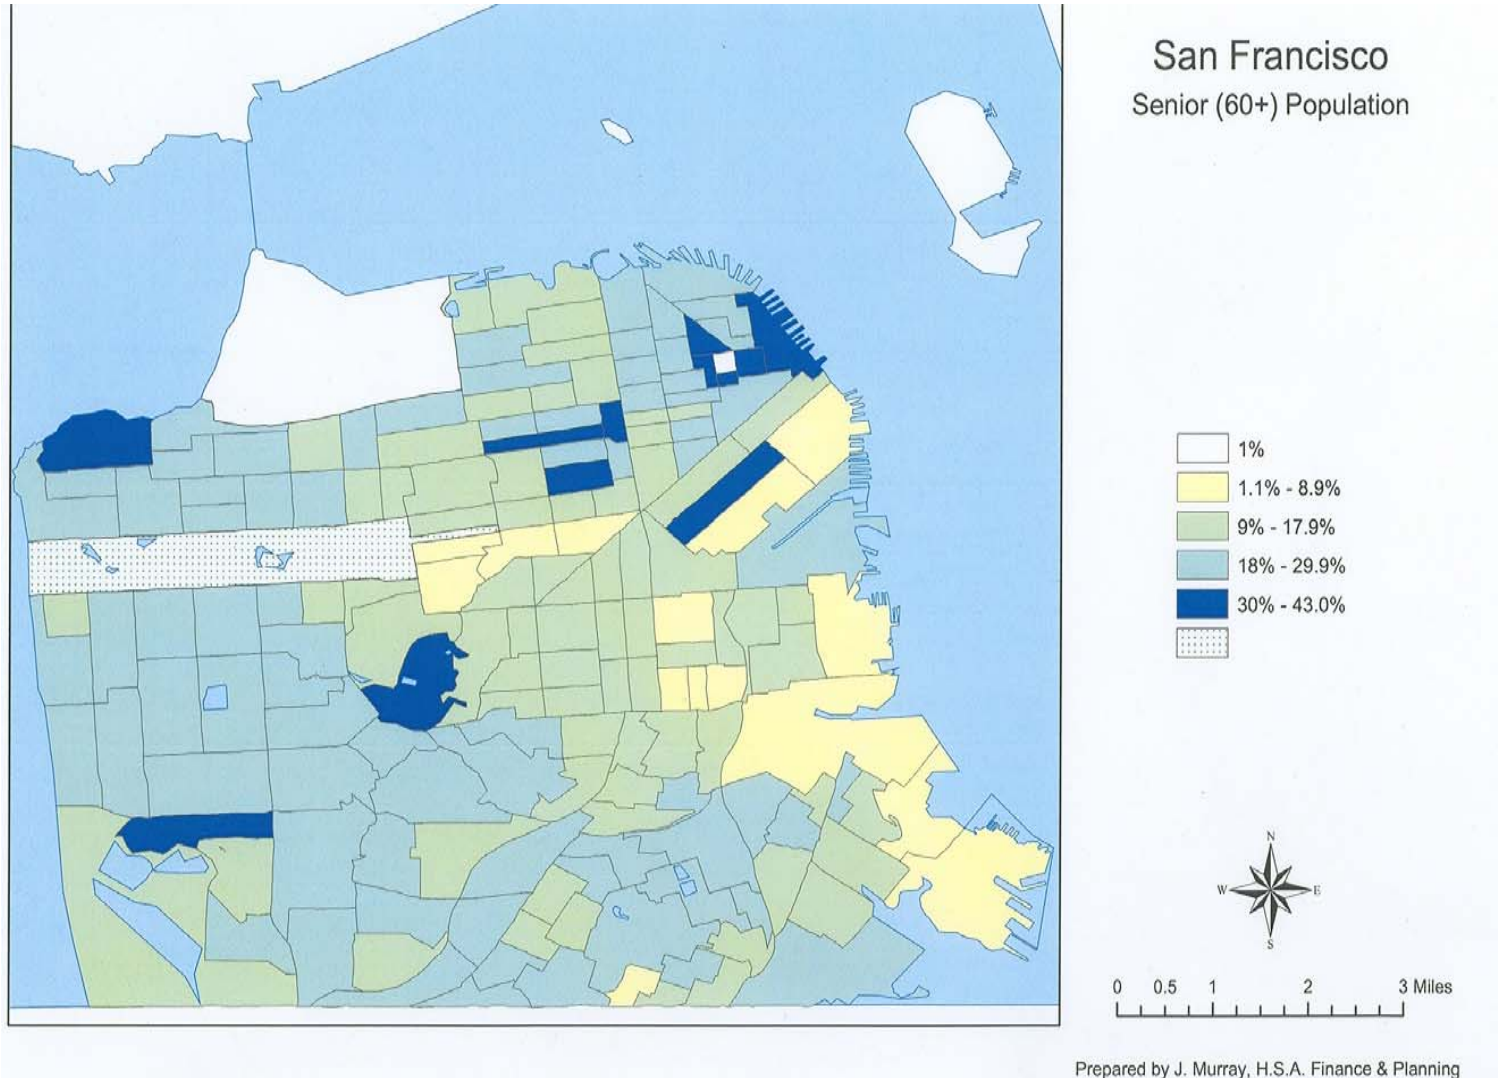 San Francisco
Senior (60+) Population
1%
1.1% - 8.9%
9% - 17.9%
18% - 29.9%
30% - 43.0%
N
W E
S
0 0.5 1 2 3 Miles
Prepared by J. Murray, H.S.A. Finance & Planning